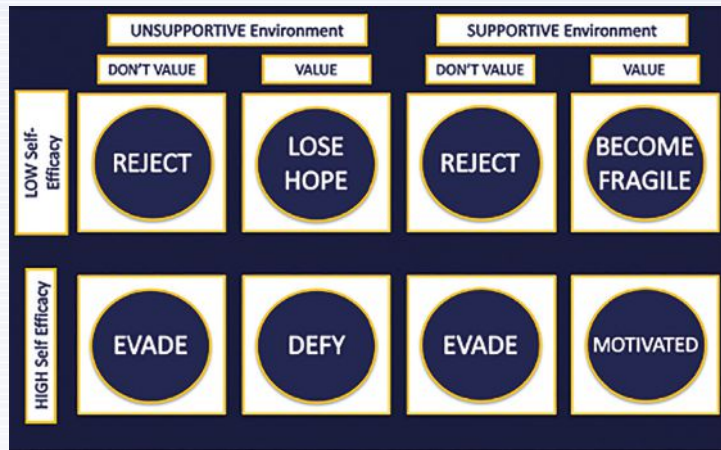 UNSUPPORTIVE Environment
SUPPORTIVE Environment
DON'T VALUE
VALUE
DON'T VALUE
VALUE
LOW Self-
Efficacy
REJECT
LOSE
HOPE
REJECT
BECOME
FRAGILE
HIGH Self Efficacy
EVADE
DEFY
EVADE
MOTIVATED